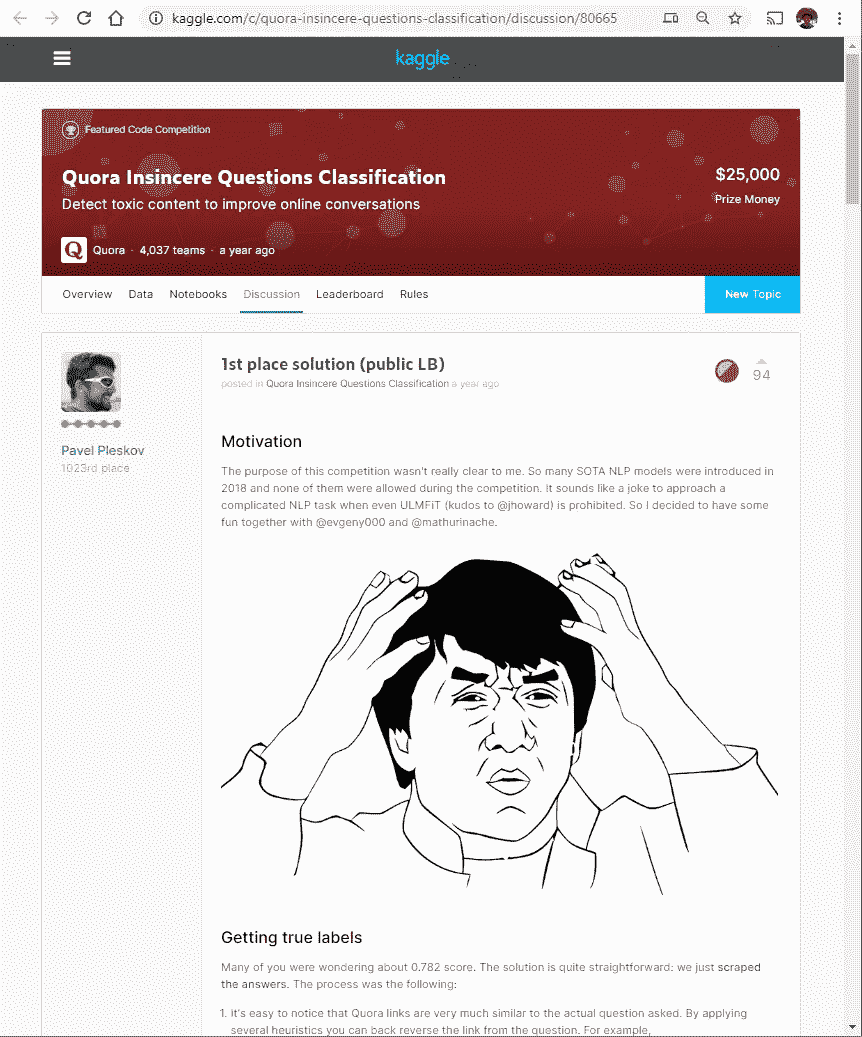 kaggle.com/c/quora-insincere-questions-classification/discussion/80665
kaggle
Featured Code Competition
Quora Insincere Questions Classification
Detect toxic content to improve online conversations
$25,000
Prize Money
Q Quora · 4,037 teams · a year ago
Overview Data Notebooks Discussion Leaderboard Rules New Topic
1st place solution (public LB)
posted in Quora Insincere Questions Classification a year ago
94
Pavel Pleskov
1023rd place
Motivation
The purpose of this competition wasn't really clear to me. So many SOTA NLP models were introduced in
2018 and none of them were allowed during the competition. It sounds like a joke to approach a
complicated NLP task when even ULMFiT (kudos to @jhoward) is prohibited. So I decided to have some
fun together with @evgeny000 and @mathurinache.
Getting true labels
Many of you were wondering about 0.782 score. The solution is quite straightforward: we just scraped
the answers. The process was the following:
1. It's easy to notice that Quora links are very much similar to the actual question asked. By applying
several heuristics you can back reverse the link from the question. For example,